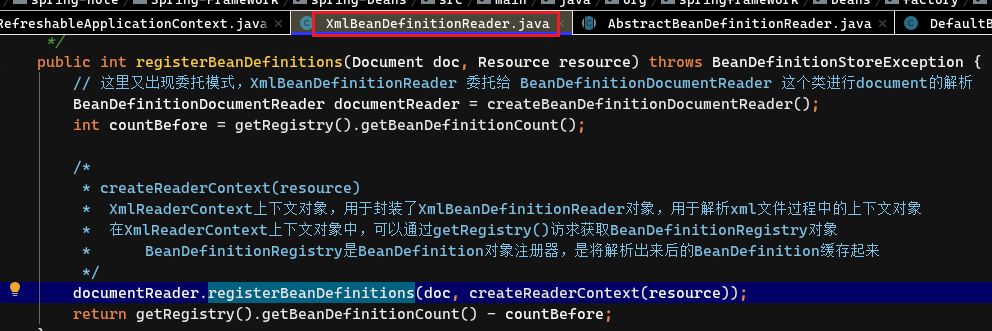 spring-note spring-framework spring-beans src main java org springframework beans factory
RefreshableApplicationContext.java × XmlBeanDefinitionReader.java × AbstractBeanDefinitionReader.java × DefaultB
*/
public int registerBeanDefinitions(Document doc, Resource resource) throws BeanDefinitionStoreException {
// 这里又出现委托模式，XmlBeanDefinitionReader 委托给 BeanDefinitionDocumentReader 这个类进行document的解析
BeanDefinitionDocumentReader documentReader = createBeanDefinitionDocumentReader();
int countBefore = getRegistry().getBeanDefinitionCount();
/*
* createReaderContext(resource)
* XmlReaderContext上下文对象，用于封装了XmlBeanDefinitionReader对象，用于解析xml文件过程中的上下文对象
* 在XmlReaderContext上下文对象中，可以通过getRegistry()访求获取BeanDefinitionRegistry对象
* BeanDefinitionRegistry是BeanDefinition对象注册器，是将解析出来后的BeanDefinition缓存起来
*/
documentReader.registerBeanDefinitions(doc, createReaderContext(resource));
return getRegistry().getBeanDefinitionCount() - countBefore;